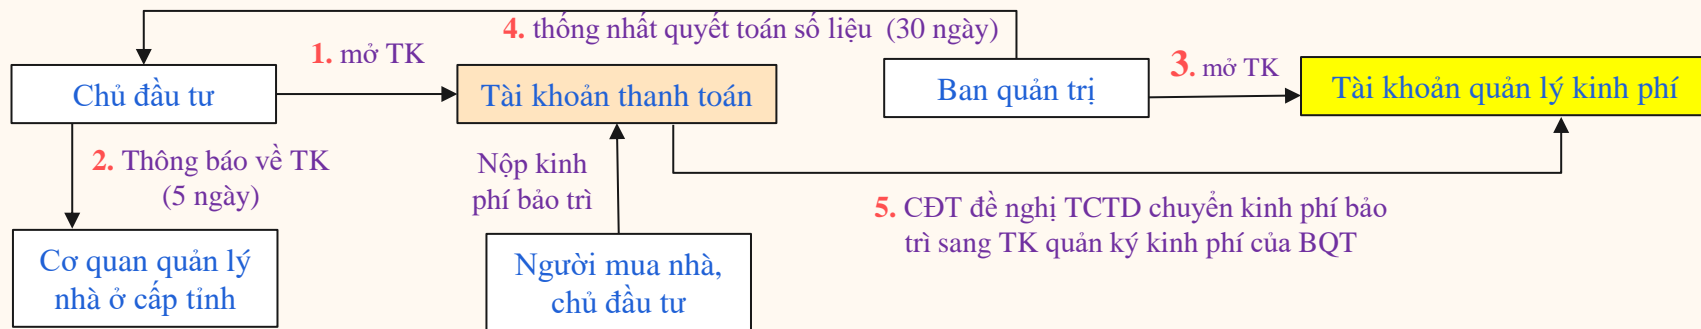 4. thống nhất quyết toán số liệu (30 ngày)
1. mở TK
3. mở TK
Chủ đầu tư
Tài khoản thanh toán
Ban quản trị
Tài khoản quản lý kinh phí
2. Thông báo về TK
(5 ngày)
Nộp kinh
phí bảo trì
5. CĐT đề nghị TCTD chuyển kinh phí bảo
trì sang TK quản ký kinh phí của BQT
Cơ quan quản lý
nhà ở cấp tỉnh
Người mua nhà,
chủ đầu tư